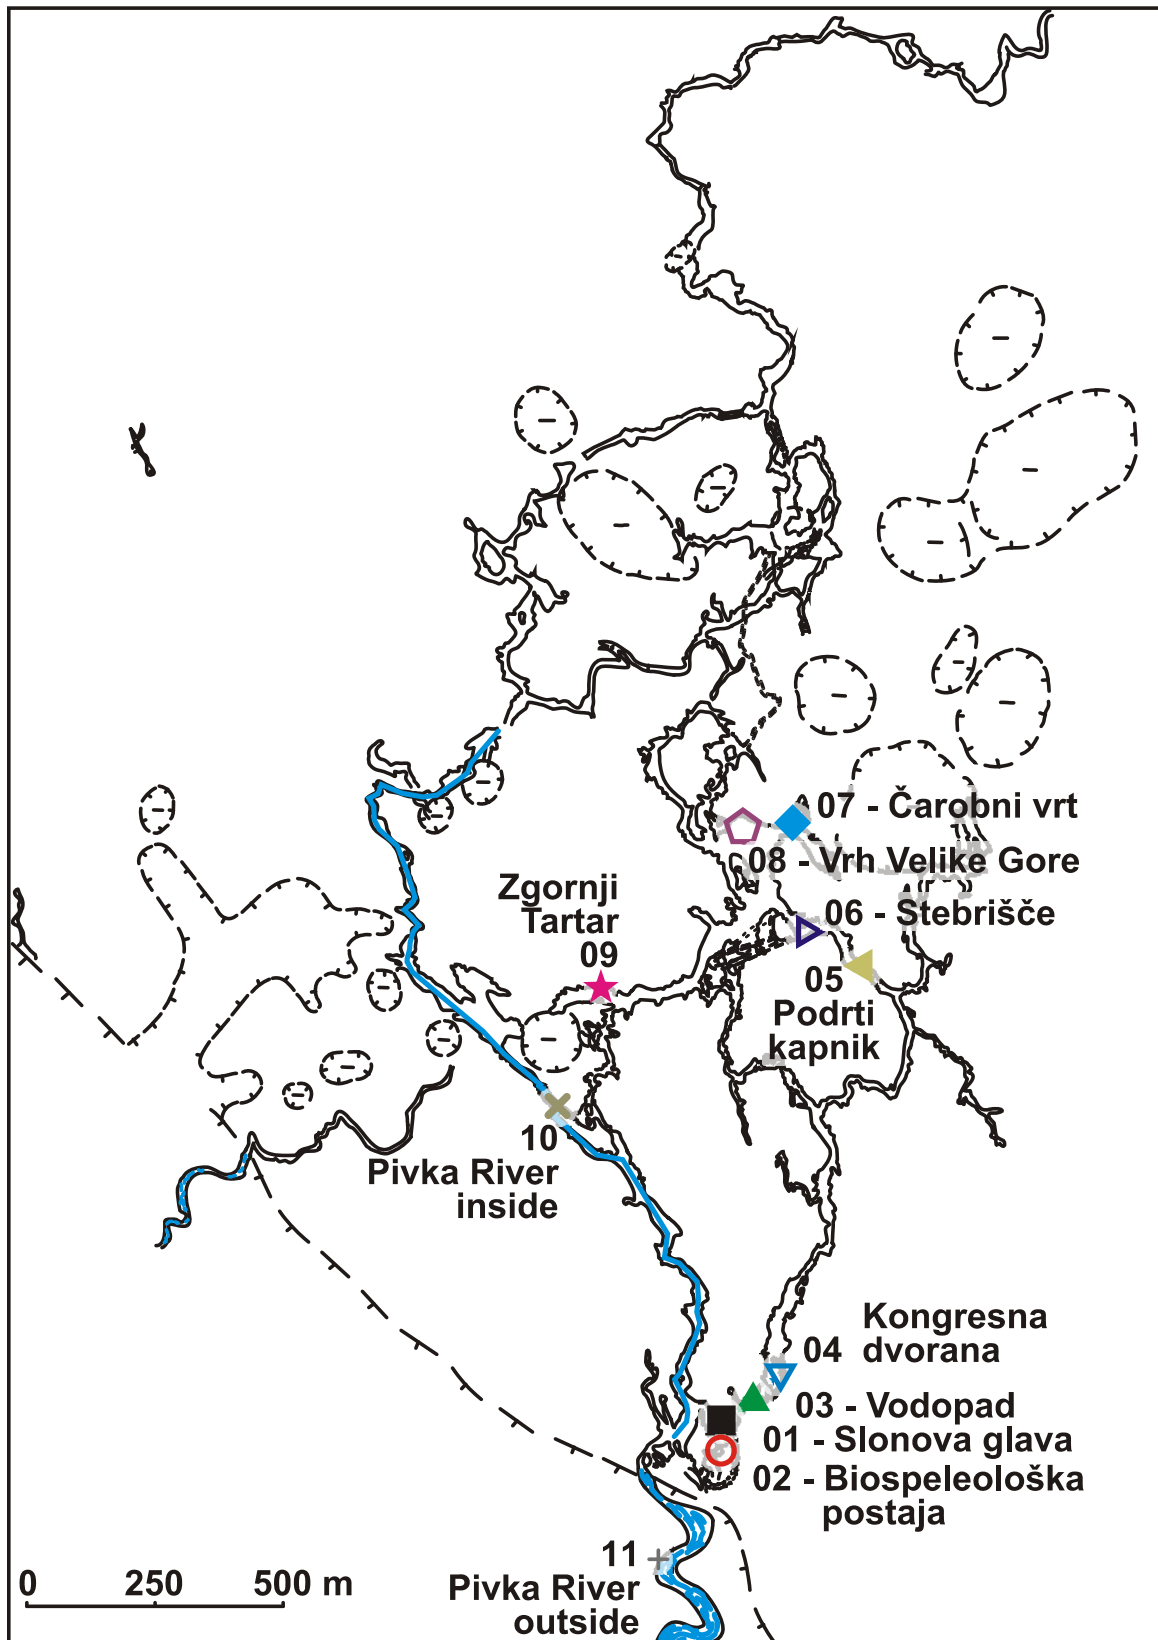 07 - Čarobni vrt
08 - Vrh Velike Gore
Zgornji
Tartar
09
06 - Stebrišče
05
Podrti
kapnik
10
Pivka River
inside
Kongresna
04 dvorana
03 - Vodopad
01 - Slonova glava
02 - Biospeleološka
postaja
11
Pivka River
outside
0 250 500 m